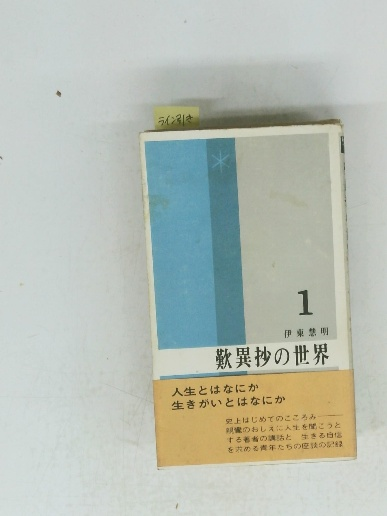 ライン引き
1
伊東慧明
歎異抄の世界
人生とはなにか
生きがいとはなにか
史上はじめてのこころみ――
親鸞のおしえに人生を聞こうと
する著者の講話と 生きる自信
を求める青年たちの座談の記録